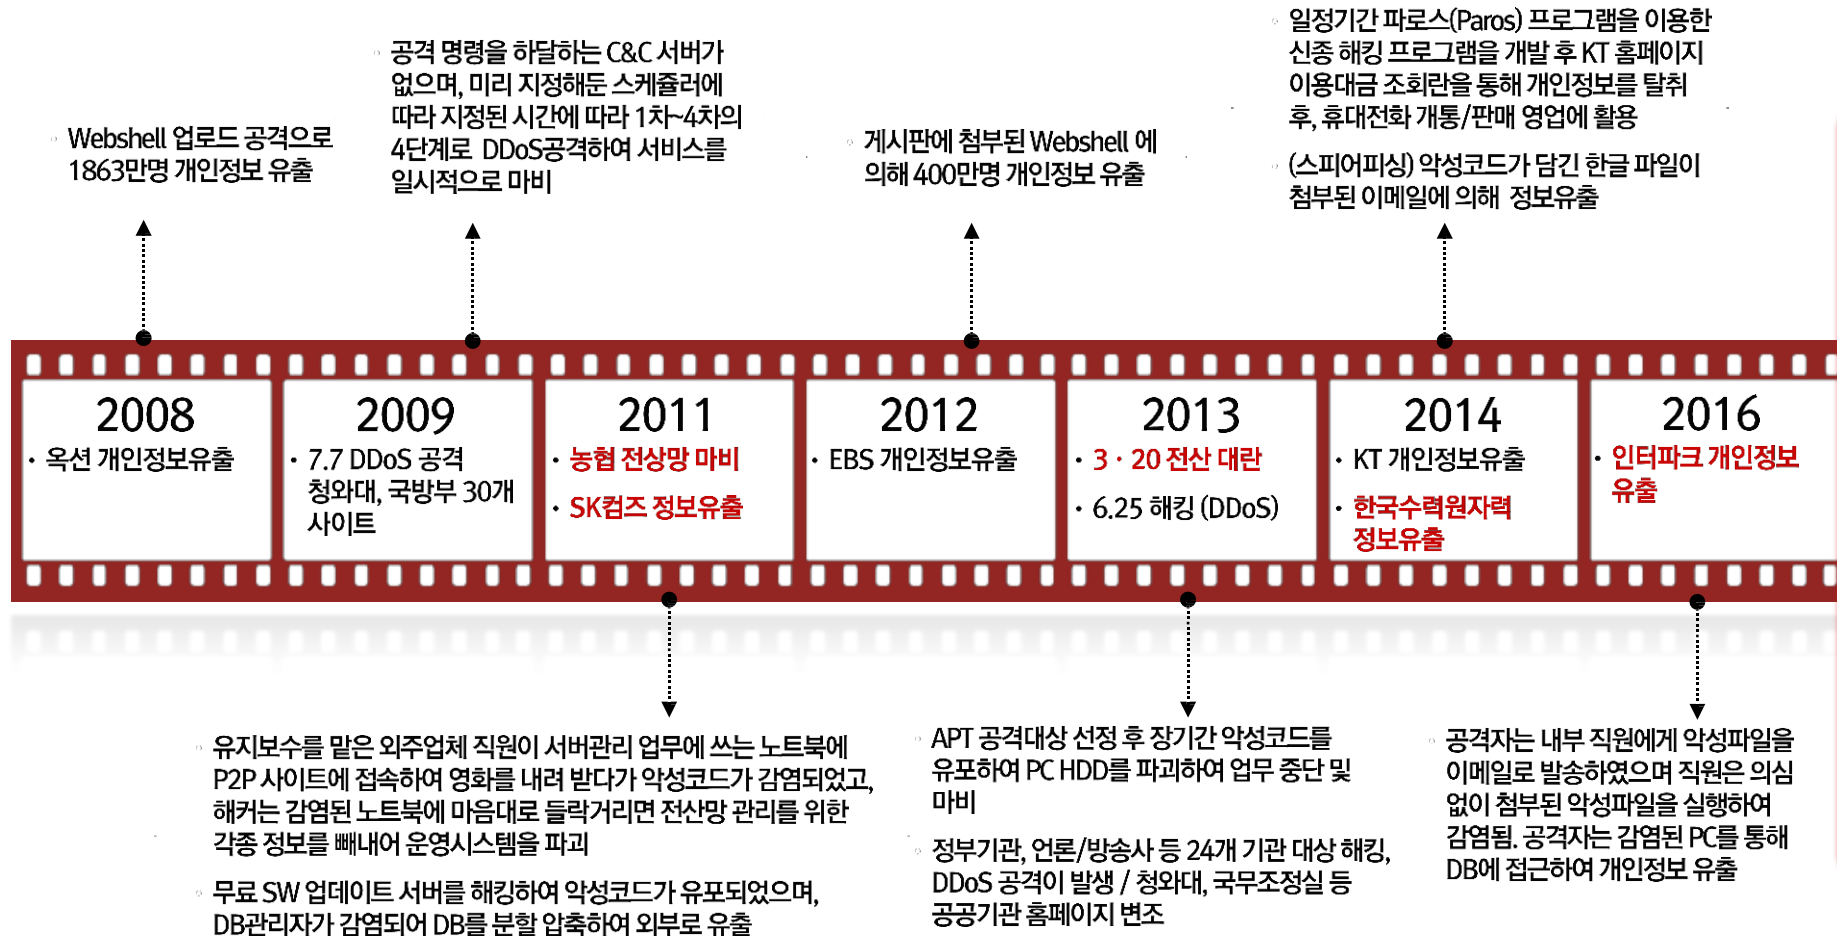 Webshell 업로드 공격으로
1863만명 개인정보 유출
공격 명령을 하달하는 C&C 서버가
없으며, 미리 지정해둔 스케쥴러에
따라 지정된 시간에 따라 1차~4차의
4단계로 DDoS공격하여 서비스를
일시적으로 마비
게시판에 첨부된 Webshell 에
의해 400만명 개인정보 유출
일정기간 파로스(Paros) 프로그램을 이용한
신종 해킹 프로그램을 개발 후 KT 홈페이지
이용대금 조회란을 통해 개인정보를 탈취
후, 휴대전화 개통/판매 영업에 활용
(스피어피싱) 악성코드가 담긴 한글 파일이
첨부된 이메일에 의해 정보유출
2008
• 옥션 개인정보유출
2009
• 7.7 DDoS 공격
청와대, 국방부 30개
사이트
2011
• 농협 전상망 마비
• SK컴즈 정보유출
2012
• EBS 개인정보유출
2013
• 3 · 20 전산 대란
• 6.25 해킹 (DDoS)
2014
• KT 개인정보유출
• 한국수력원자력
정보유출
2016
• 인터파크 개인정보
유출
유지보수를 맡은 외주업체 직원이 서버관리 업무에 쓰는 노트북에
P2P 사이트에 접속하여 영화를 내려 받다가 악성코드가 감염되었고,
해커는 감염된 노트북에 마음대로 들락거리면 전산망 관리를 위한
각종 정보를 빼내어 운영시스템을 파괴
무료 SW 업데이트 서버를 해킹하여 악성코드가 유포되었으며,
DB관리자가 감염되어 DB를 분할 압축하여 외부로 유출
APT 공격대상 선정 후 장기간 악성코드를
유포하여 PC HDD를 파괴하여 업무 중단 및
마비
정부기관, 언론/방송사 등 24개 기관 대상 해킹,
DDoS 공격이 발생 / 청와대, 국무조정실 등
공공기관 홈페이지 변조
공격자는 내부 직원에게 악성파일을
이메일로 발송하였으며 직원은 의심
없이 첨부된 악성파일을 실행하여
감염됨. 공격자는 감염된 PC를 통해
DB에 접근하여 개인정보 유출